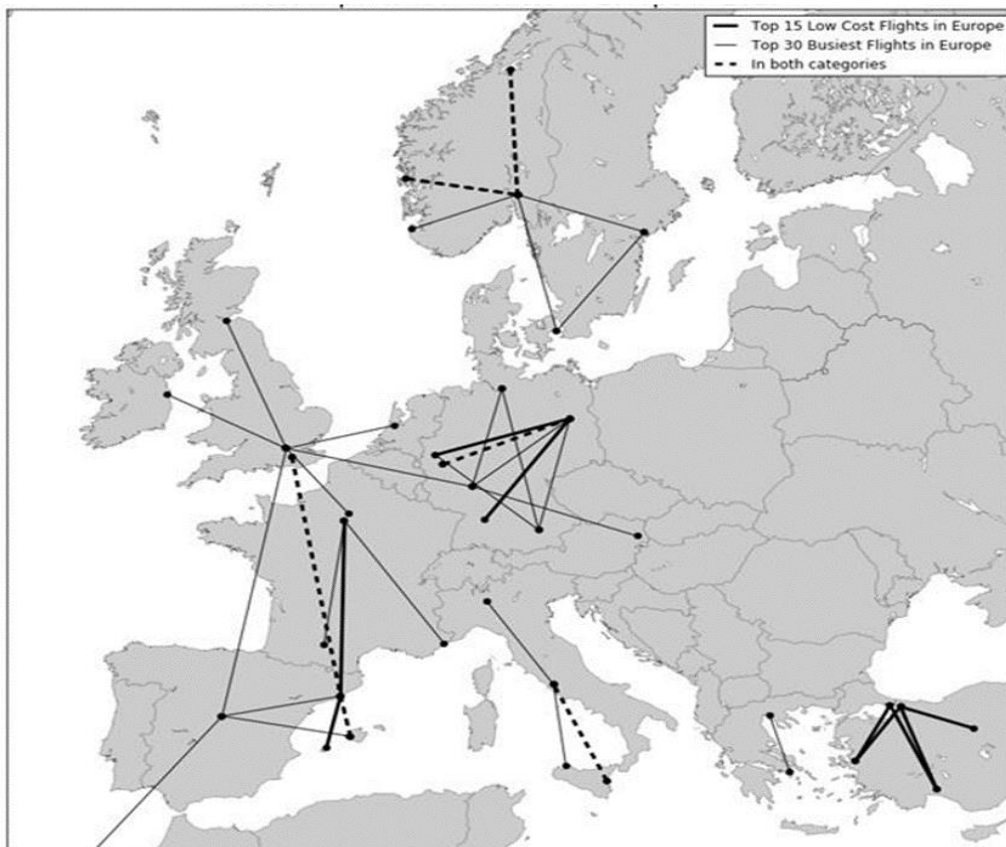 Top 15 Low Cost Flights in Europe
Top 30 Busiest Flights in Europe
In both categories